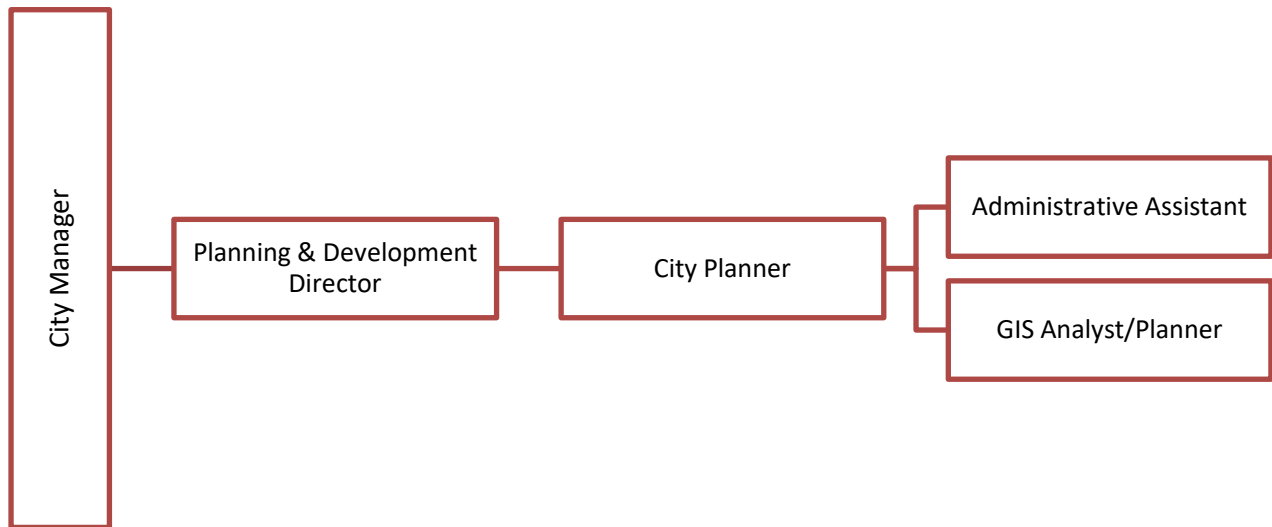 City Manager
Planning & Development
Director
City Planner
Administrative Assistant
GIS Analyst/Planner